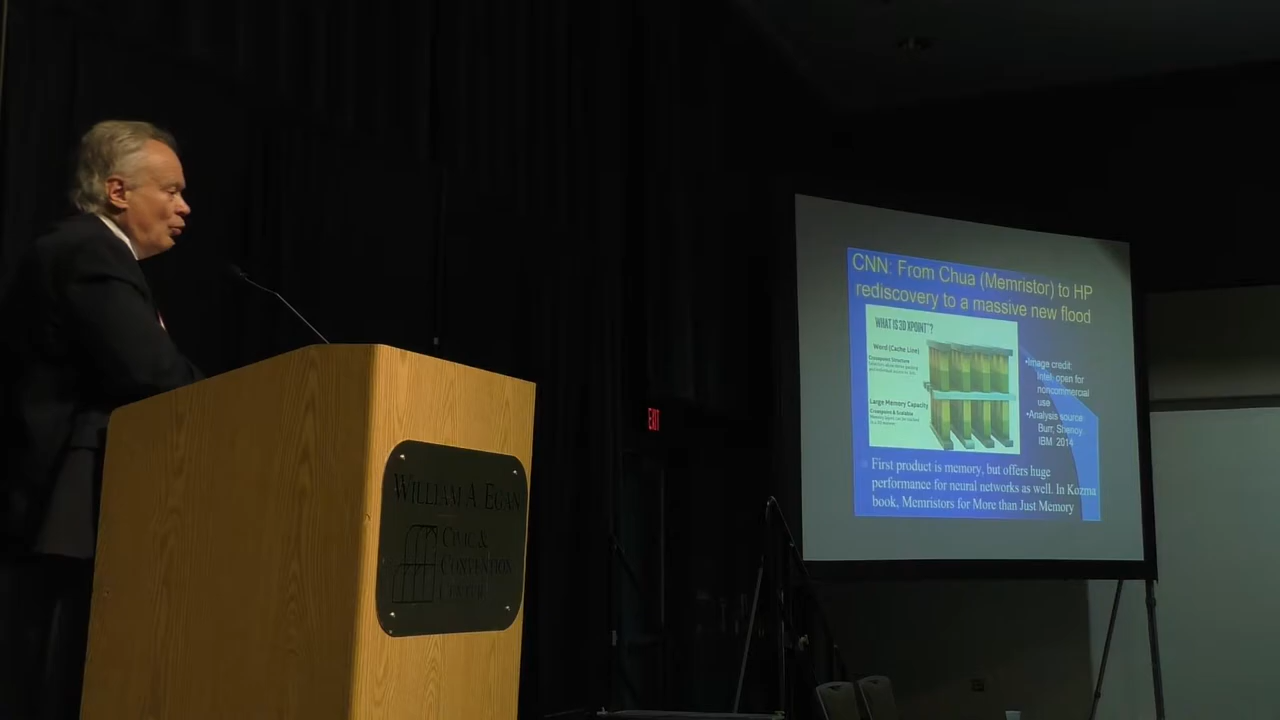 WILLIAM A. EGAN
CIVIL &
CONVENTION
CENTER
EXIT
CNN: From Chua (Memristor) to HP
rediscovery to a massive new flood
WHAT IS 3D XPOINT™?
Word (Cache Line)
Crosspoint Structure
Large Memory Capacity
Crosspoint & Scalable
•Image credit:
Intel: open for
noncommercial
use
•Analysis source
Burr, Shenoy
IBM 2014
First product is memory, but offers huge
performance for neural networks as well. In Kozma
book, Memristors for More than Just Memory